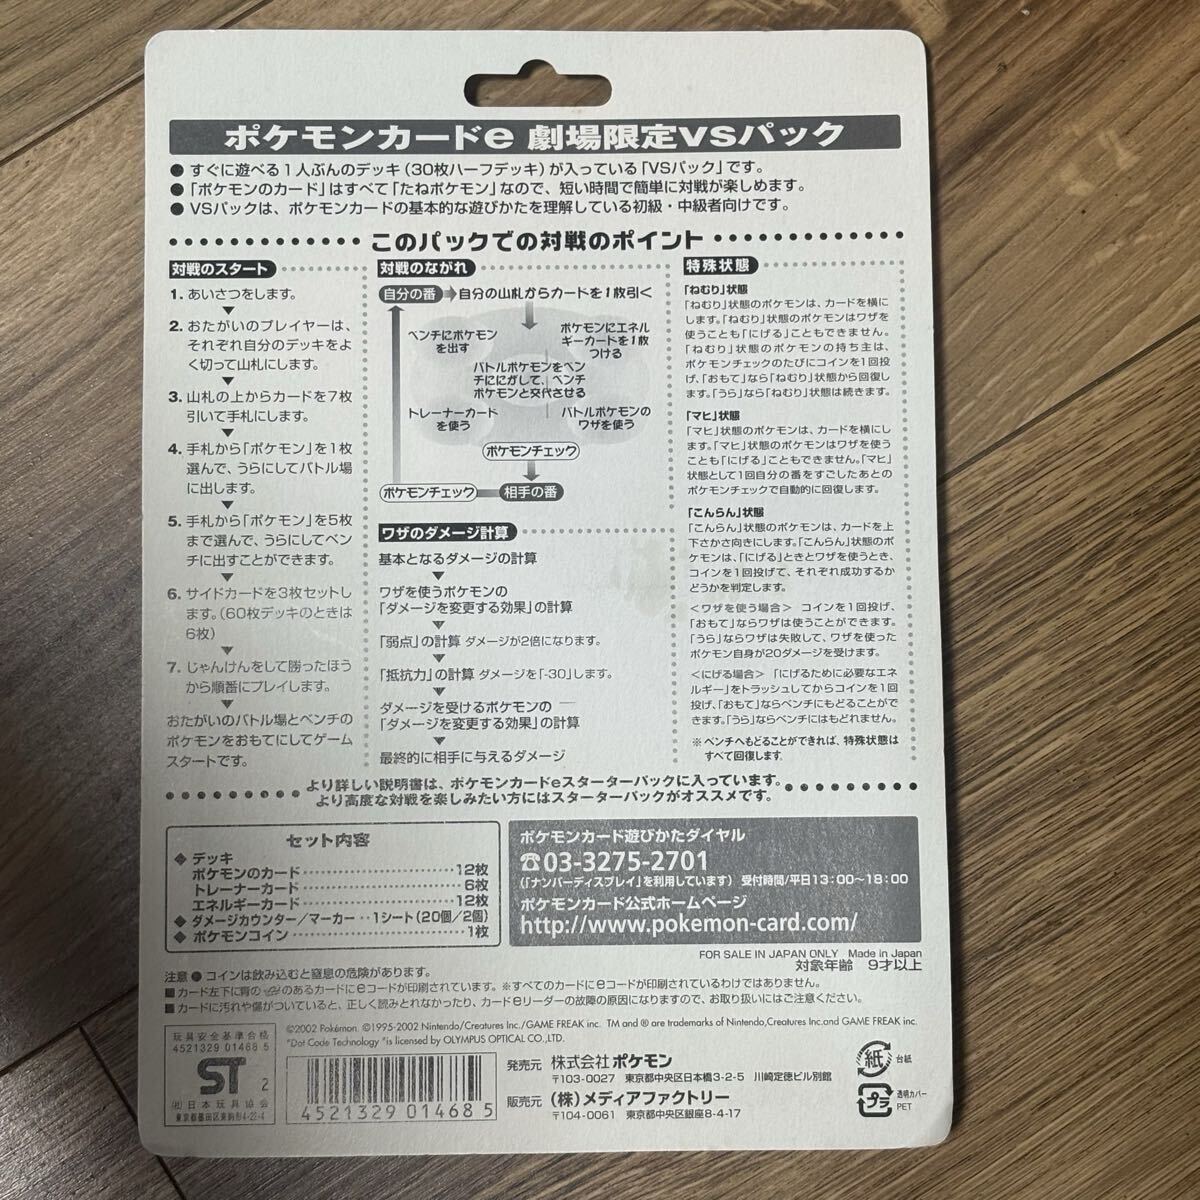 ポケモンカードe 劇場限定VSパック
● すぐに遊べる1人ぶんのデッキ(30枚ハーフデッキ)が入っている「VSパック」です。
● 「ポケモンのカード」はすべて「たねポケモン」なので、短い時間で簡単に対戦が楽しめます。
● VSパックは、ポケモンカードの基本的な遊びかたを理解している初級・中級者向けです。
このパックでの対戦のポイント
対戦のスタート
1. あいさつをします。
▼
2. おたがいのプレイヤーは、
それぞれ自分のデッキをよ
く切って山札にします。
▼
3. 山札の上からカードを7枚
引いて手札にします。
▼
4. 手札から「ポケモン」を1枚
選んで、うらにしてバトル場
に出します。
▼
5. 手札から「ポケモン」を5枚
まで選んで、うらにしてベン
チに出すことができます。
▼
6. サイドカードを3枚セットし
ます。(60枚デッキのときは
6枚)
▼
7. じゃんけんをして勝ったほう
から順番にプレイします。
▼
おたがいのバトル場とベンチの
ポケモンをおもてにしてゲーム
スタートです。
対戦のながれ
自分の番 → 自分の山札からカードを1枚引く
ベンチにポケモン
を出す
ポケモンにエネル
ギーカードを1枚
つける
バトルポケモンをベン
チににがして、ベンチ
ポケモンと交代させる
トレーナーカード
を使う
バトルポケモンの
ワザを使う
ポケモンチェック
ポケモンチェック 相手の番
ワザのダメージ計算
基本となるダメージの計算
▼
ワザを使うポケモンの
「ダメージを変更する効果」の計算
▼
「弱点」の計算 ダメージが2倍になります。
▼
「抵抗力」の計算 ダメージを「-30」します。
▼
ダメージを受けるポケモンの
「ダメージを変更する効果」の計算
▼
最終的に相手に与えるダメージ
特殊状態
「ねむり」状態
「ねむり」状態のポケモンは、カードを横に
します。「ねむり」状態のポケモンはワザを
使うことも「にげる」こともできません。
「ねむり」状態のポケモンの持ち主は、
ポケモンチェックのたびにコインを1回投
げ、「おもて」なら「ねむり」状態から回復し
ます。「うら」なら「ねむり」状態は続きます。
「マヒ」状態
「マヒ」状態のポケモンは、カードを横にし
ます。「マヒ」状態のポケモンはワザを使う
ことも「にげる」こともできません。「マヒ」
状態として1回自分の番をすごしたあとの
ポケモンチェックで自動的に回復します。
「こんらん」状態
「こんらん」状態のポケモンは、カードを上
下さかさ向きにします。「こんらん」状態のポ
ケモンは、「にげる」ときとワザを使うとき、
コインを1回投げて、それぞれ成功するか
どうかを判定します。
＜ワザを使う場合＞ コインを1回投げ、
「おもて」ならワザは使うことができます。
「うら」ならワザは失敗して、ワザを使った
ポケモン自身が20ダメージを受けます。
＜にげる場合＞ 「にげるために必要なエネ
ルギー」をトラッシュしてからコインを1回
投げ、「おもて」ならベンチにもどることがで
きます。「うら」ならベンチにはもどれません。
※ ベンチへもどることができれば、特殊状態は
すべて回復します。
より詳しい説明書は、ポケモンカードeスターターパックに入っています。
より高度な対戦を楽しみたい方にはスターターパックがオススメです。
セット内容
◆ デッキ
ポケモンのカード 12枚
トレーナーカード 6枚
エネルギーカード 12枚
◆ ダメージカウンター/マーカー 1シート(20個/2個)
◆ ポケモンコイン 1枚
ポケモンカード遊びかたダイヤル
☎03-3275-2701
(「ナンバーディスプレイ」を利用しています) 受付時間/平日13:00〜18:00
ポケモンカード公式ホームページ
http://www.pokemon-card.com/
FOR SALE IN JAPAN ONLY Made in Japan
対象年齢 9才以上
注意 ● コインは飲み込むと窒息の危険があります。
■ カード左下に青の のあるカードにeコードが印刷されています。※すべてのカードにeコードが印刷されているわけではありません。
■ カードに汚れや傷がついていると、正しく読みとれなかったり、カードeリーダーの故障の原因になりますので、お取り扱いにはご注意ください。
玩具安全基準合格
4521329 01468 5
ST 2
(社)日本玩具協会
東京都墨田区東駒形4-22-4
©2002 Pokémon. ©1995-2002 Nintendo/Creatures Inc./GAME FREAK inc. TM and ® are trademarks of Nintendo,Creatures Inc.and GAME FREAK inc.
"Dot Code Technology "is licensed by OLYMPUS OPTICAL CO.,LTD.
4521329014685
発売元 株式会社 ポケモン
〒103-0027 東京都中央区日本橋3-2-5 川崎定徳ビル別館
販売元 (株)メディアファクトリー
〒104-0061 東京都中央区銀座8-4-17
紙 台紙
プラ 透明カバー
PET